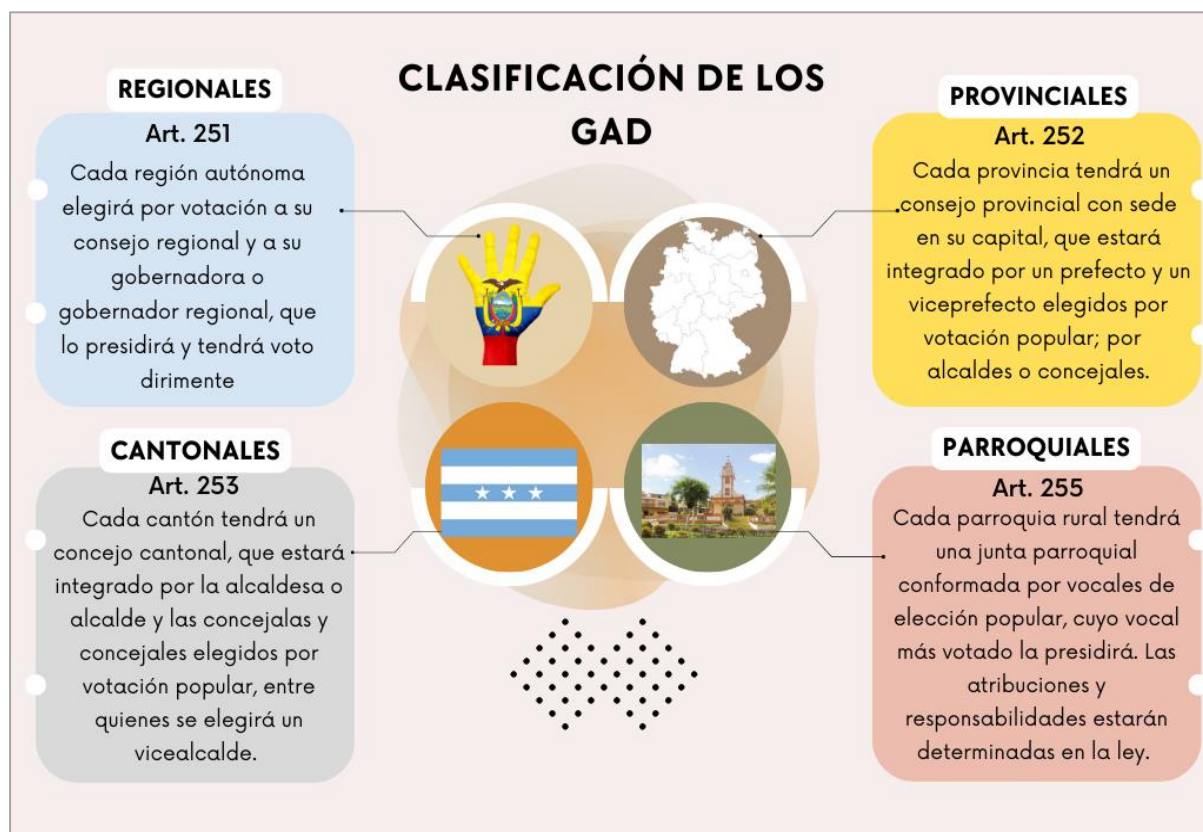 CLASIFICACIÓN DE LOS
GAD
REGIONALES
Art. 251
Cada región autónoma
elegirá por votación a su
consejo regional y a su
gobernadora o
gobernador regional, que
lo presidirá y tendrá voto
dirimente
PROVINCIALES
Art. 252
Cada provincia tendrá un
consejo provincial con sede
en su capital, que estará
integrado por un prefecto y un
viceprefecto elegidos por
votación popular; por
alcaldes o concejales.
CANTONALES
Art. 253
Cada cantón tendrá un
concejo cantonal, que estará
integrado por la alcaldesa o
alcalde y las concejalas y
concejales elegidos por
votación popular, entre
quienes se elegirá un
vicealcalde.
PARROQUIALES
Art. 255
Cada parroquia rural tendrá
una junta parroquial
conformada por vocales de
elección popular, cuyo vocal
más votado la presidirá. Las
atribuciones y
responsabilidades estarán
determinadas en la ley.